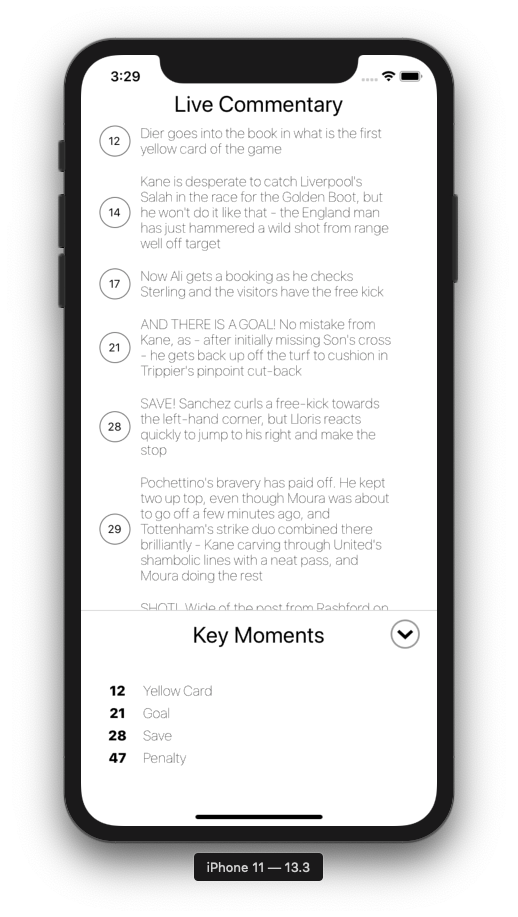 3:29
Live Commentary
12
Dier goes into the book in what is the first
yellow card of the game
14
Kane is desperate to catch Liverpool's
Salah in the race for the Golden Boot, but
he won't do it like that - the England man
has just hammered a wild shot from range
well off target
17
Now Ali gets a booking as he checks
Sterling and the visitors have the free kick
21
AND THERE IS A GOAL! No mistake from
Kane, as - after initially missing Son's cross
- he gets back up off the turf to cushion in
Trippier's pinpoint cut-back
28
SAVE! Sanchez curls a free-kick towards
the left-hand corner, but Lloris reacts
quickly to jump to his right and make the
stop
29
Pochettino's bravery has paid off. He kept
two up top, even though Moura was about
to go off a few minutes ago, and
Tottenham's strike duo combined there
brilliantly - Kane carving through United's
shambolic lines with a neat pass, and
Moura doing the rest
SHOT! Wide of the post from Rashford on
Key Moments
12 Yellow Card
21 Goal
28 Save
47 Penalty
iPhone 11 — 13.3